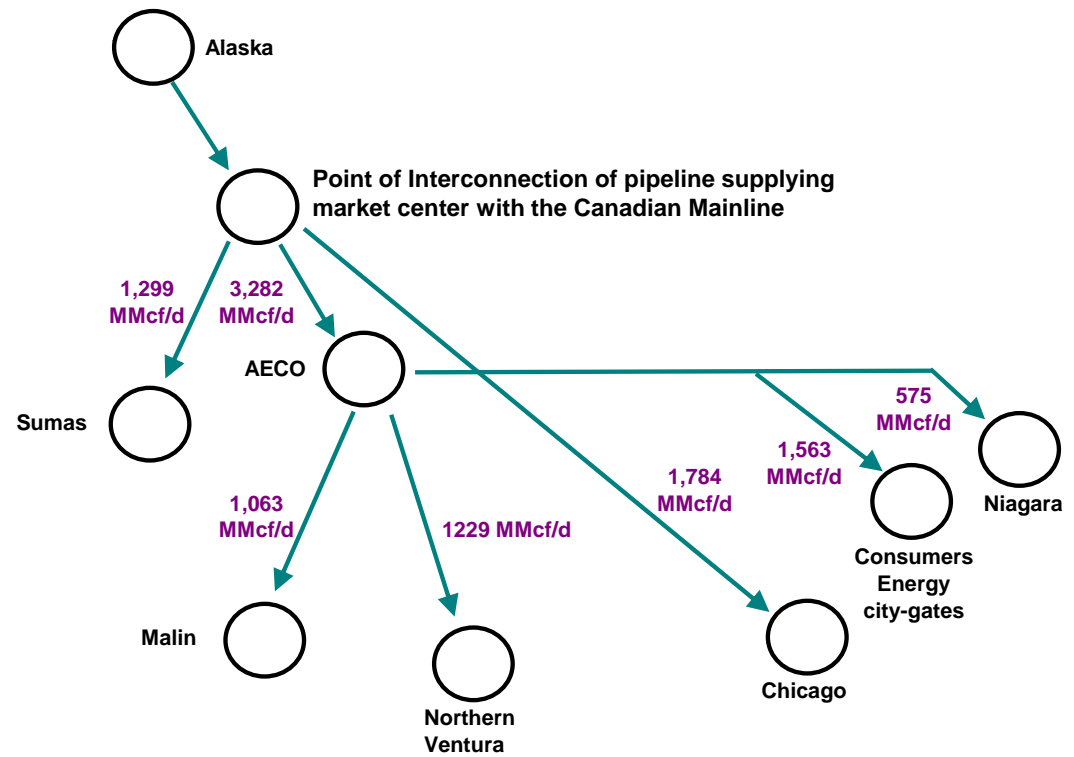 Alaska
Point of Interconnection of pipeline supplying
market center with the Canadian Mainline
1,299
MMcf/d
3,282
MMcf/d
AECO
Sumas
575
MMcf/d
1,563
MMcf/d
1,784
MMcf/d
Niagara
1,063
MMcf/d
1229 MMcf/d
Consumers
Energy
city-gates
Malin
Chicago
Northern
Ventura